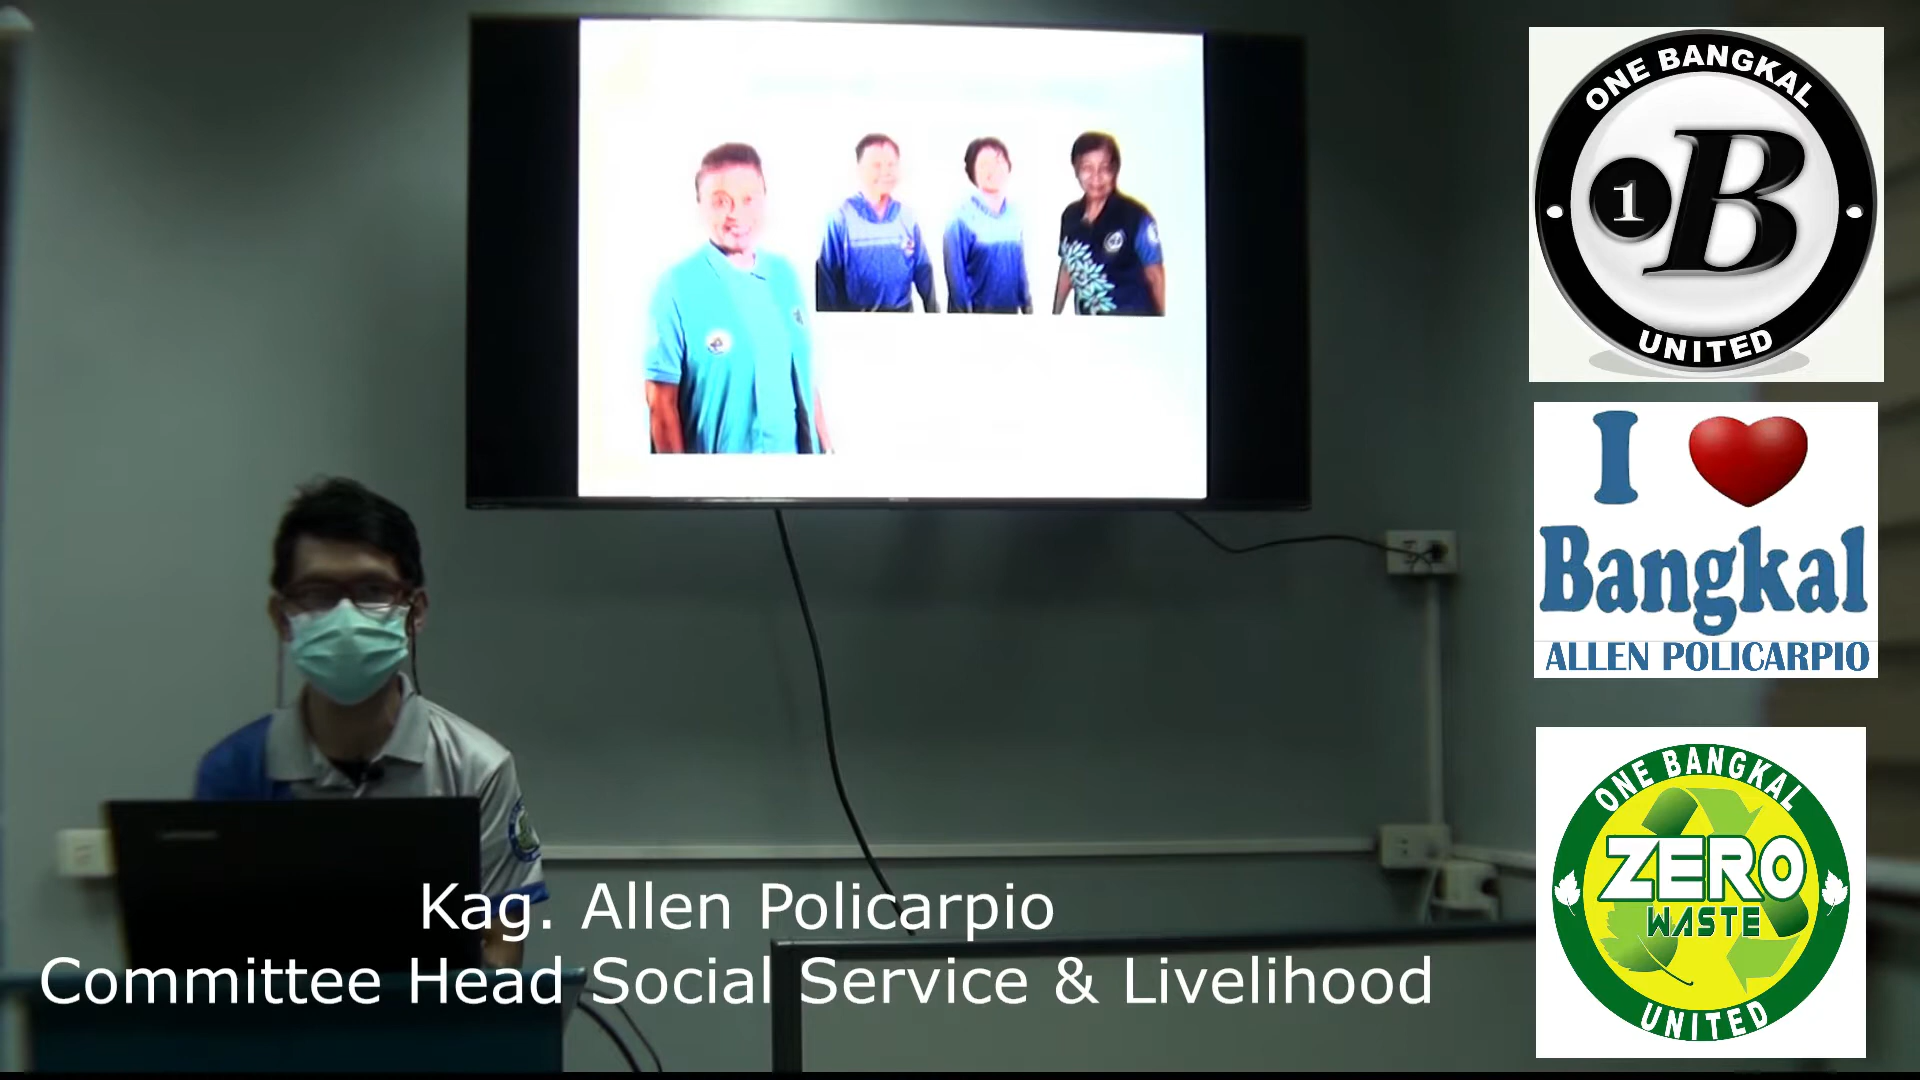 ONE BANGKAL
1B
UNITED
I
Bangkal
ALLEN POLICARPIO
ONE BANGKAL
ZERO
WASTE
UNITED
Kag. Allen Policarpio
Committee Head Social Service & Livelihood